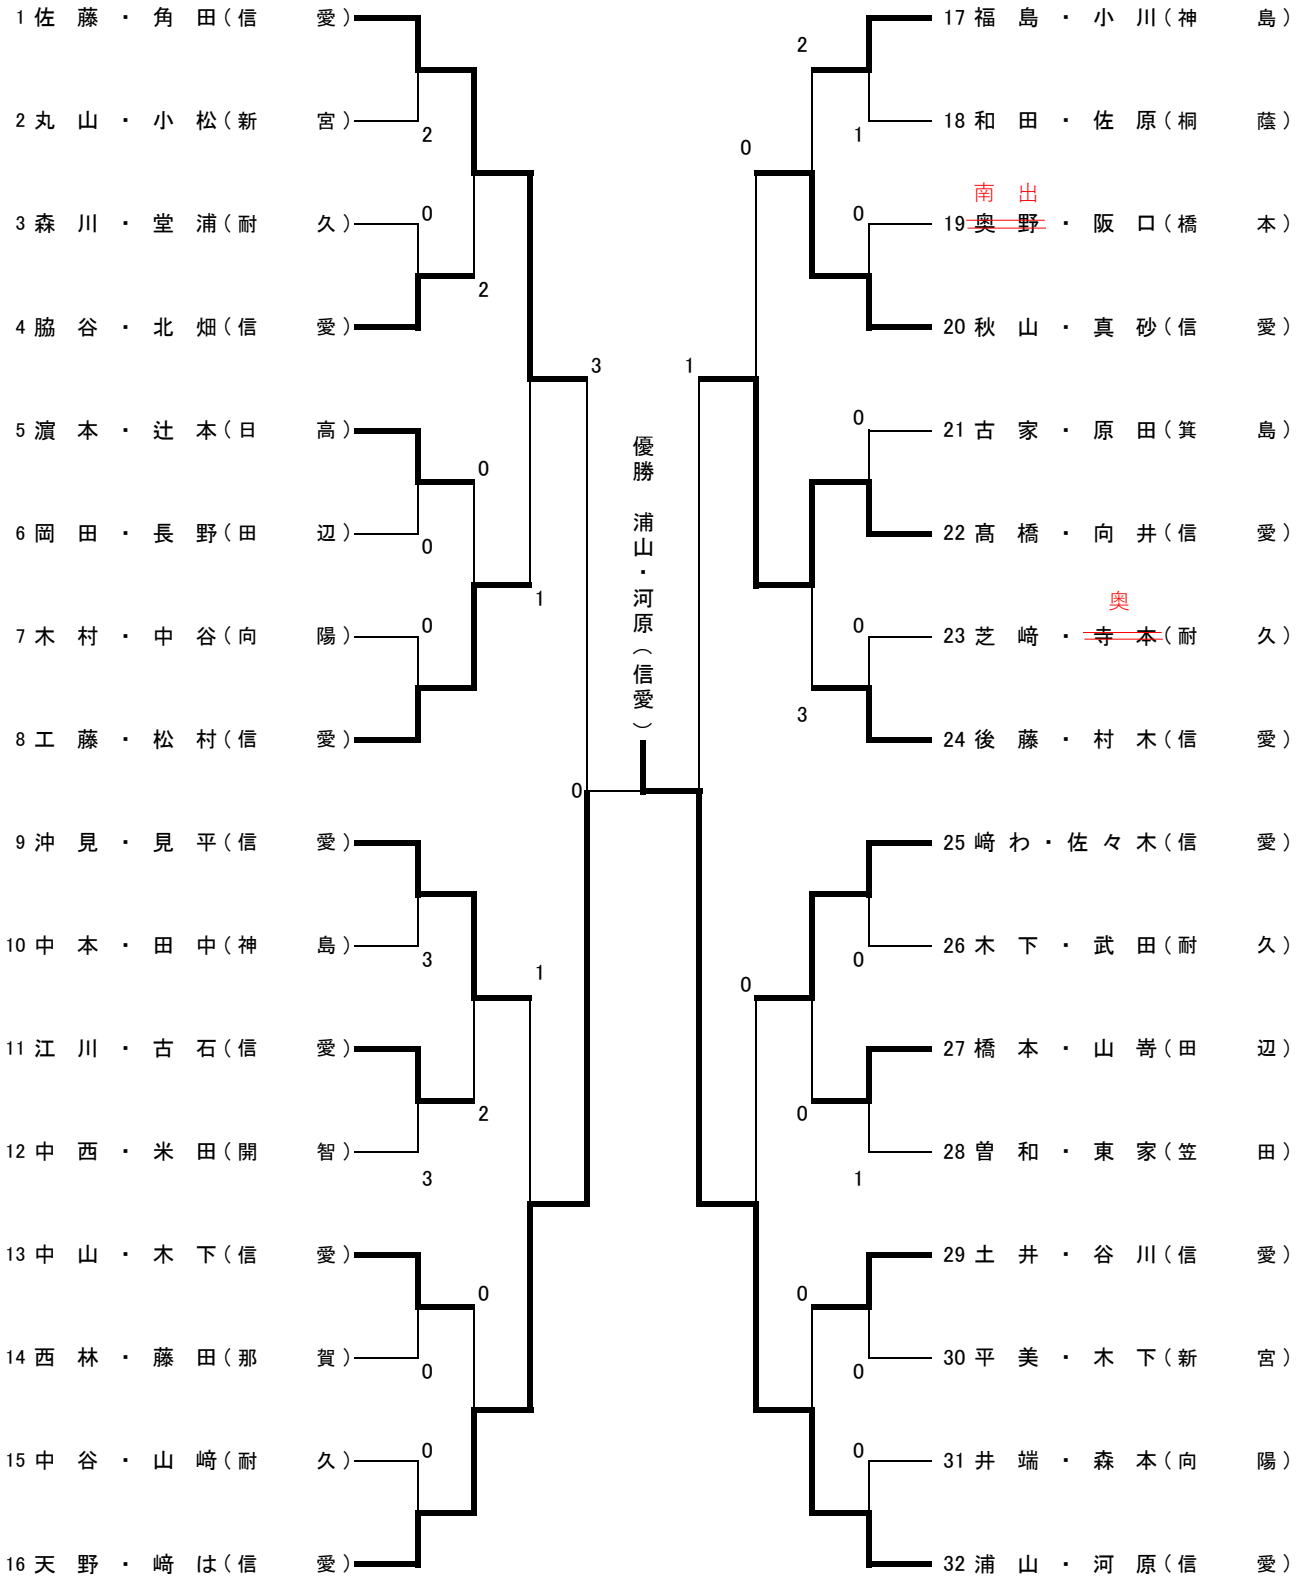 1 佐藤・角田(信愛)
2
2 丸山・小松(新宮)
0
3 森川・堂浦(耐久)
2
4 脇谷・北畑(信愛)
3
5 濵本・辻本(日高)
0
6 岡田・長野(田辺)
0
1
7 木村・中谷(向陽)
0
8 工藤・松村(信愛)
0
9 沖見・見平(信愛)
10 中本・田中(神島)
3
1
11 江川・古石(信愛)
2
12 中西・米田(開智)
3
13 中山・木下(信愛)
0
14 西林・藤田(那賀)
0
15 中谷・山﨑(耐久)
0
16 天野・﨑は(信愛)
優勝 浦山・河原(信愛)
17 福島・小川(神島)
2
18 和田・佐原(桐蔭)
1
0
南出
19 奥野・阪口(橋本)
0
20 秋山・真砂(信愛)
1
21 古家・原田(箕島)
0
22 髙橋・向井(信愛)
奥
23 芝﨑・寺本(耐久)
0
3
24 後藤・村木(信愛)
25 﨑わ・佐々木(信愛)
26 木下・武田(耐久)
0
0
27 橋本・山嵜(田辺)
0
28 曽和・東家(笠田)
1
29 土井・谷川(信愛)
0
30 平美・木下(新宮)
0
31 井端・森本(向陽)
0
32 浦山・河原(信愛)